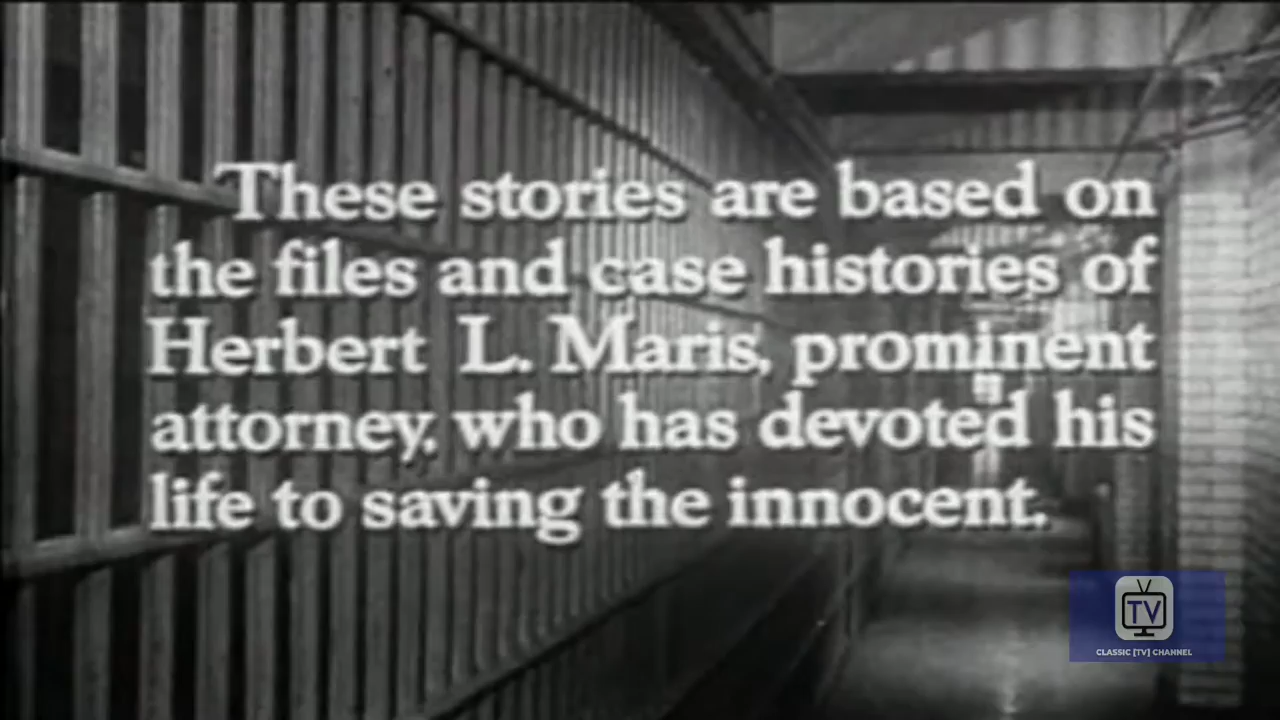 These stories are based on
the files and case histories of
Herbert L. Maris, prominent
attorney, who has devoted his
life to saving the innocent.
TV
CLASSIC [TV] CHANNEL